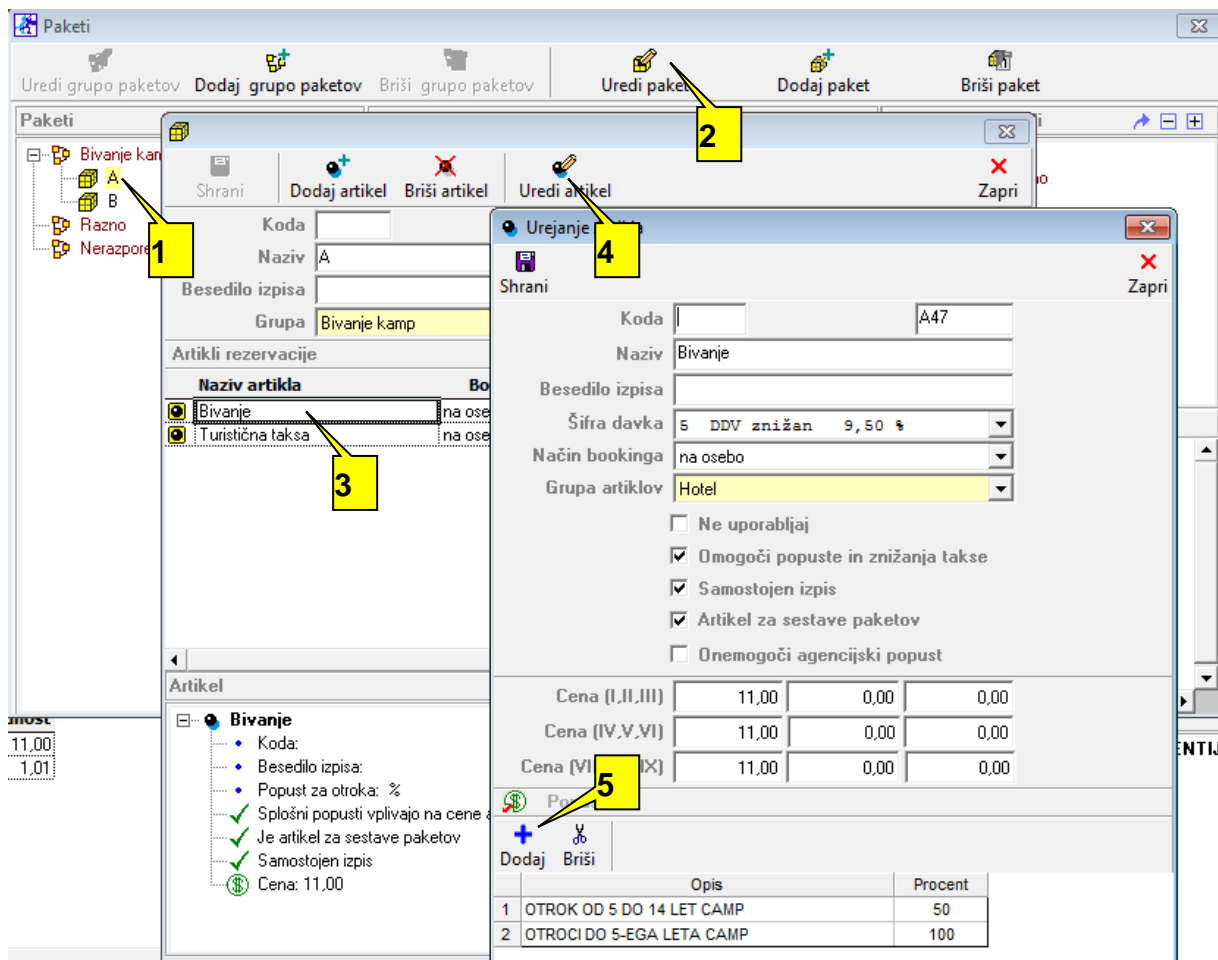 Paketi
Uredi grupo paketov Dodaj grupo paketov Briši grupo paketov Uredi paket Dodaj paket Briši paket
2
Paketi
Bivanje kam
A
B
Razno
Nerazpore
1
Shrani Dodaj artikel Briši artikel Uredi artikel Zapri
Koda
Naziv A
Besedilo izpisa
Grupa Bivanje kamp
Artikli rezervacije
Naziv artikla Bo
Bivanje na ose
Turistična taksa na ose
3
Artikel
Bivanje
Koda:
Besedilo izpisa:
Popust za otroka: %
Splošni popusti vplivajo na cene a
Je artikel za sestave paketov
Samostojen izpis
Cena: 11,00
11,00
1,01
ENTIJ
Urejanje
4
Shrani Zapri
Koda A47
Naziv Bivanje
Besedilo izpisa
Šifra davka 5 DDV znižan 9,50 %
Način bookinga na osebo
Grupa artiklov Hotel
Ne uporabljaj
Omogoči popuste in znižanja takse
Samostojen izpis
Artikel za sestave paketov
Onemogoči agencijski popust
Cena (I,II,III) 11,00 0,00 0,00
Cena (IV,V,VI) 11,00 0,00 0,00
Cena (VI IX) 11,00 0,00 0,00
5
Dodaj Briši
Opis Procent
1 OTROK OD 5 DO 14 LET CAMP 50
2 OTROCI DO 5-EGA LETA CAMP 100